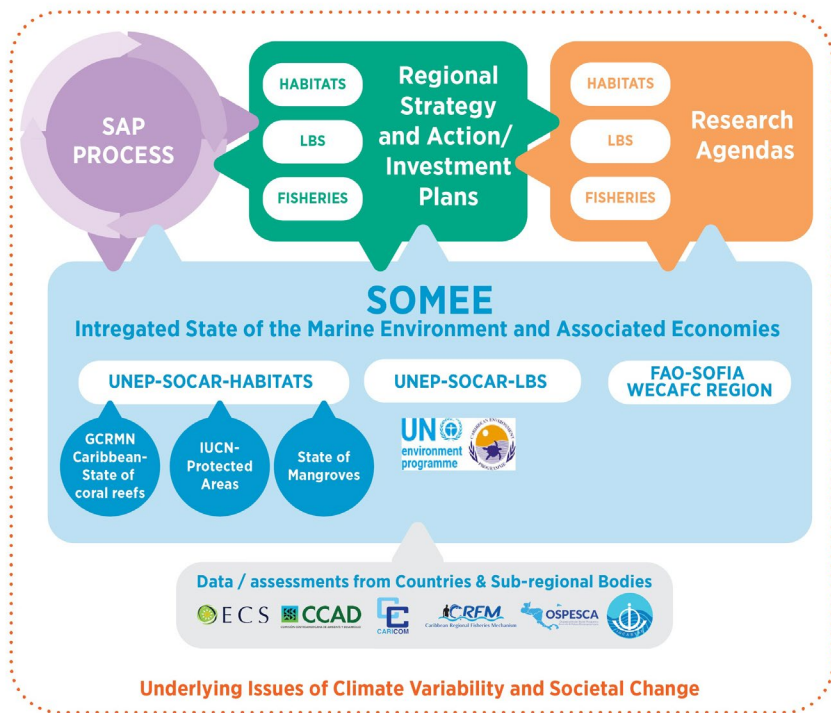 SAP
PROCESS
HABITATS
LBS
FISHERIES
Regional
Strategy
and Action/
Investment
Plans
HABITATS
LBS
FISHERIES
Research
Agendas
SOMEE
Intregated State of the Marine Environment and Associated Economies
UNEP-SOCAR-HABITATS
UNEP-SOCAR-LBS
FAO-SOFIA
WECAFC REGION
GCRMN
Caribbean-
State of
coral reefs
IUCN-
Protected
Areas
State of
Mangroves
UN
environment
programme
Data / assessments from Countries & Sub-regional Bodies
OECS
CCAD
CARICOM
CRFM
Caribbean Regional Fisheries Mechanism
OSPESCA
Underlying Issues of Climate Variability and Societal Change